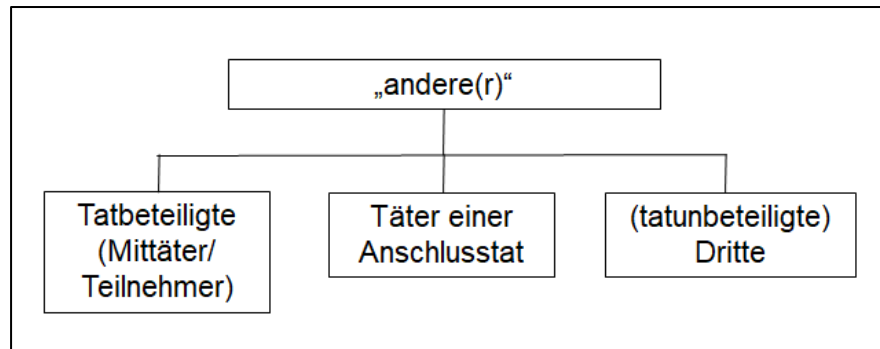 „andere(r)“
Tatbeteiligte
(Mittäter/
Teilnehmer)
Täter einer
Anschlusstat
(tatunbeteiligte)
Dritte